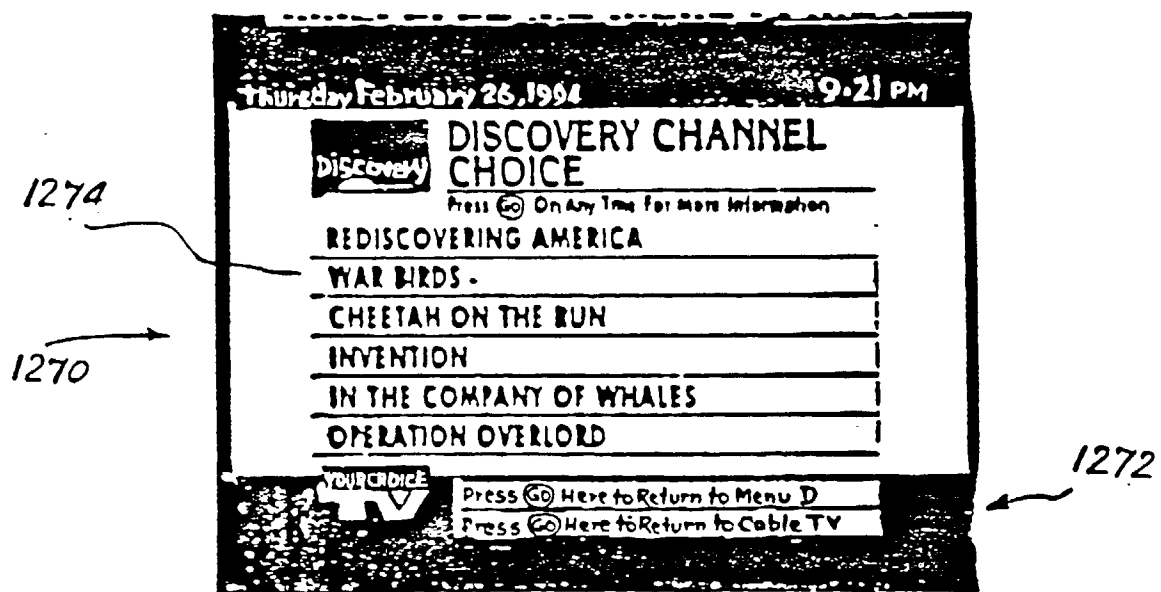 Thursday February 26, 1994 9:21 PM
Discovery
DISCOVERY CHANNEL
CHOICE
Press GO On Any Time For More Information
1274
REDISCOVERING AMERICA
WAR BIRDS
CHEETAH ON THE RUN
1270
INVENTION
IN THE COMPANY OF WHALES
OPERATION OVERLORD
1272
YOUR CHOICE
TV
Press GO Here to Return to Menu D
Press GO Here to Return to Cable TV